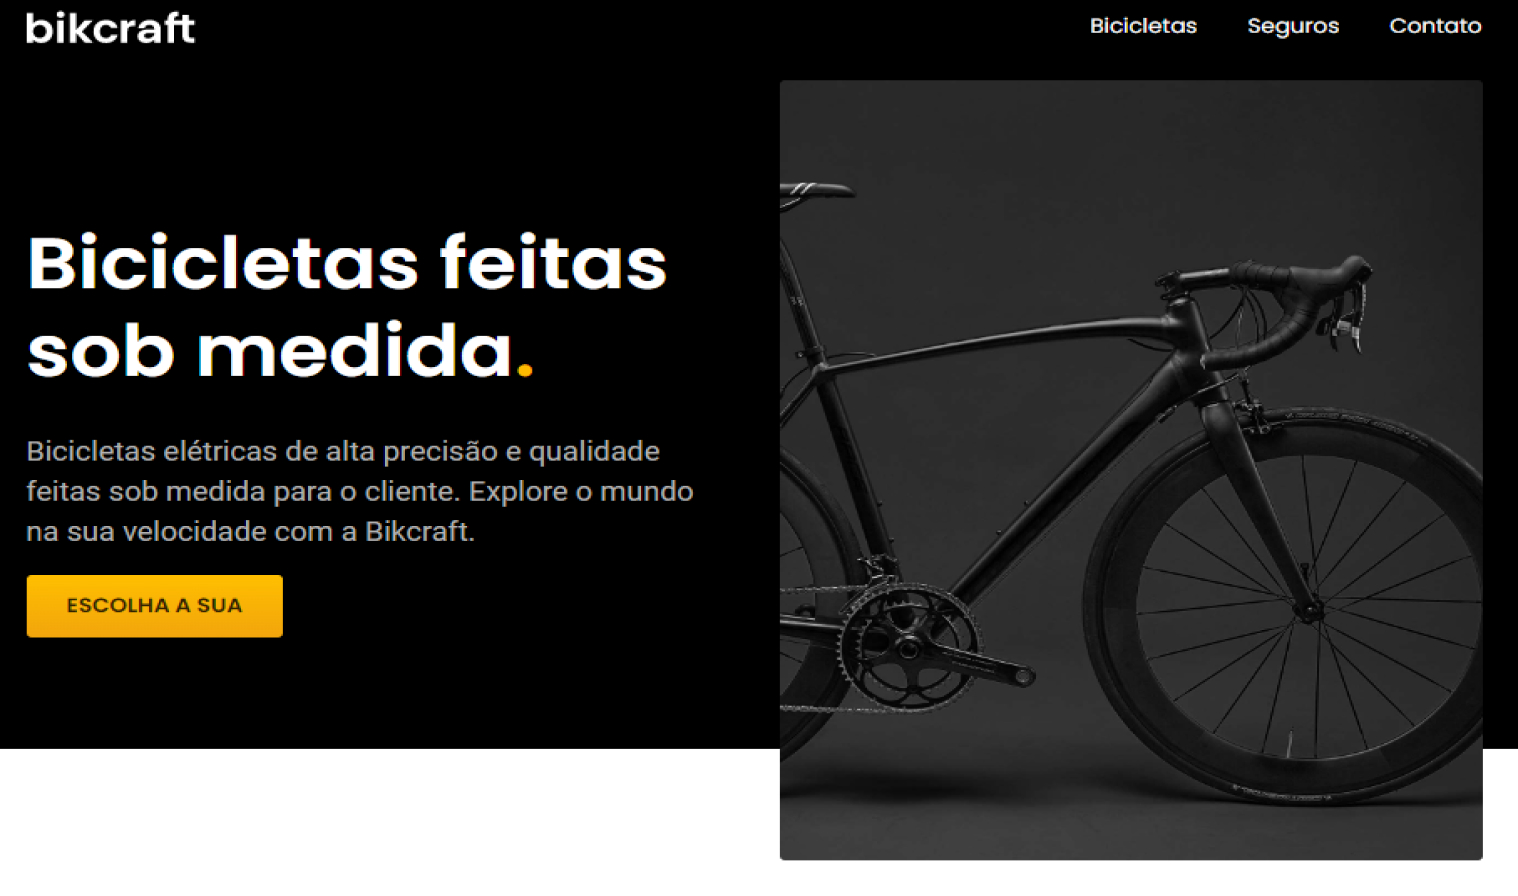 bikcraft
Bicicletas Seguros Contato
Bicicletas feitas
sob medida.
Bicicletas elétricas de alta precisão e qualidade
feitas sob medida para o cliente. Explore o mundo
na sua velocidade com a Bikcraft.
ESCOLHA A SUA